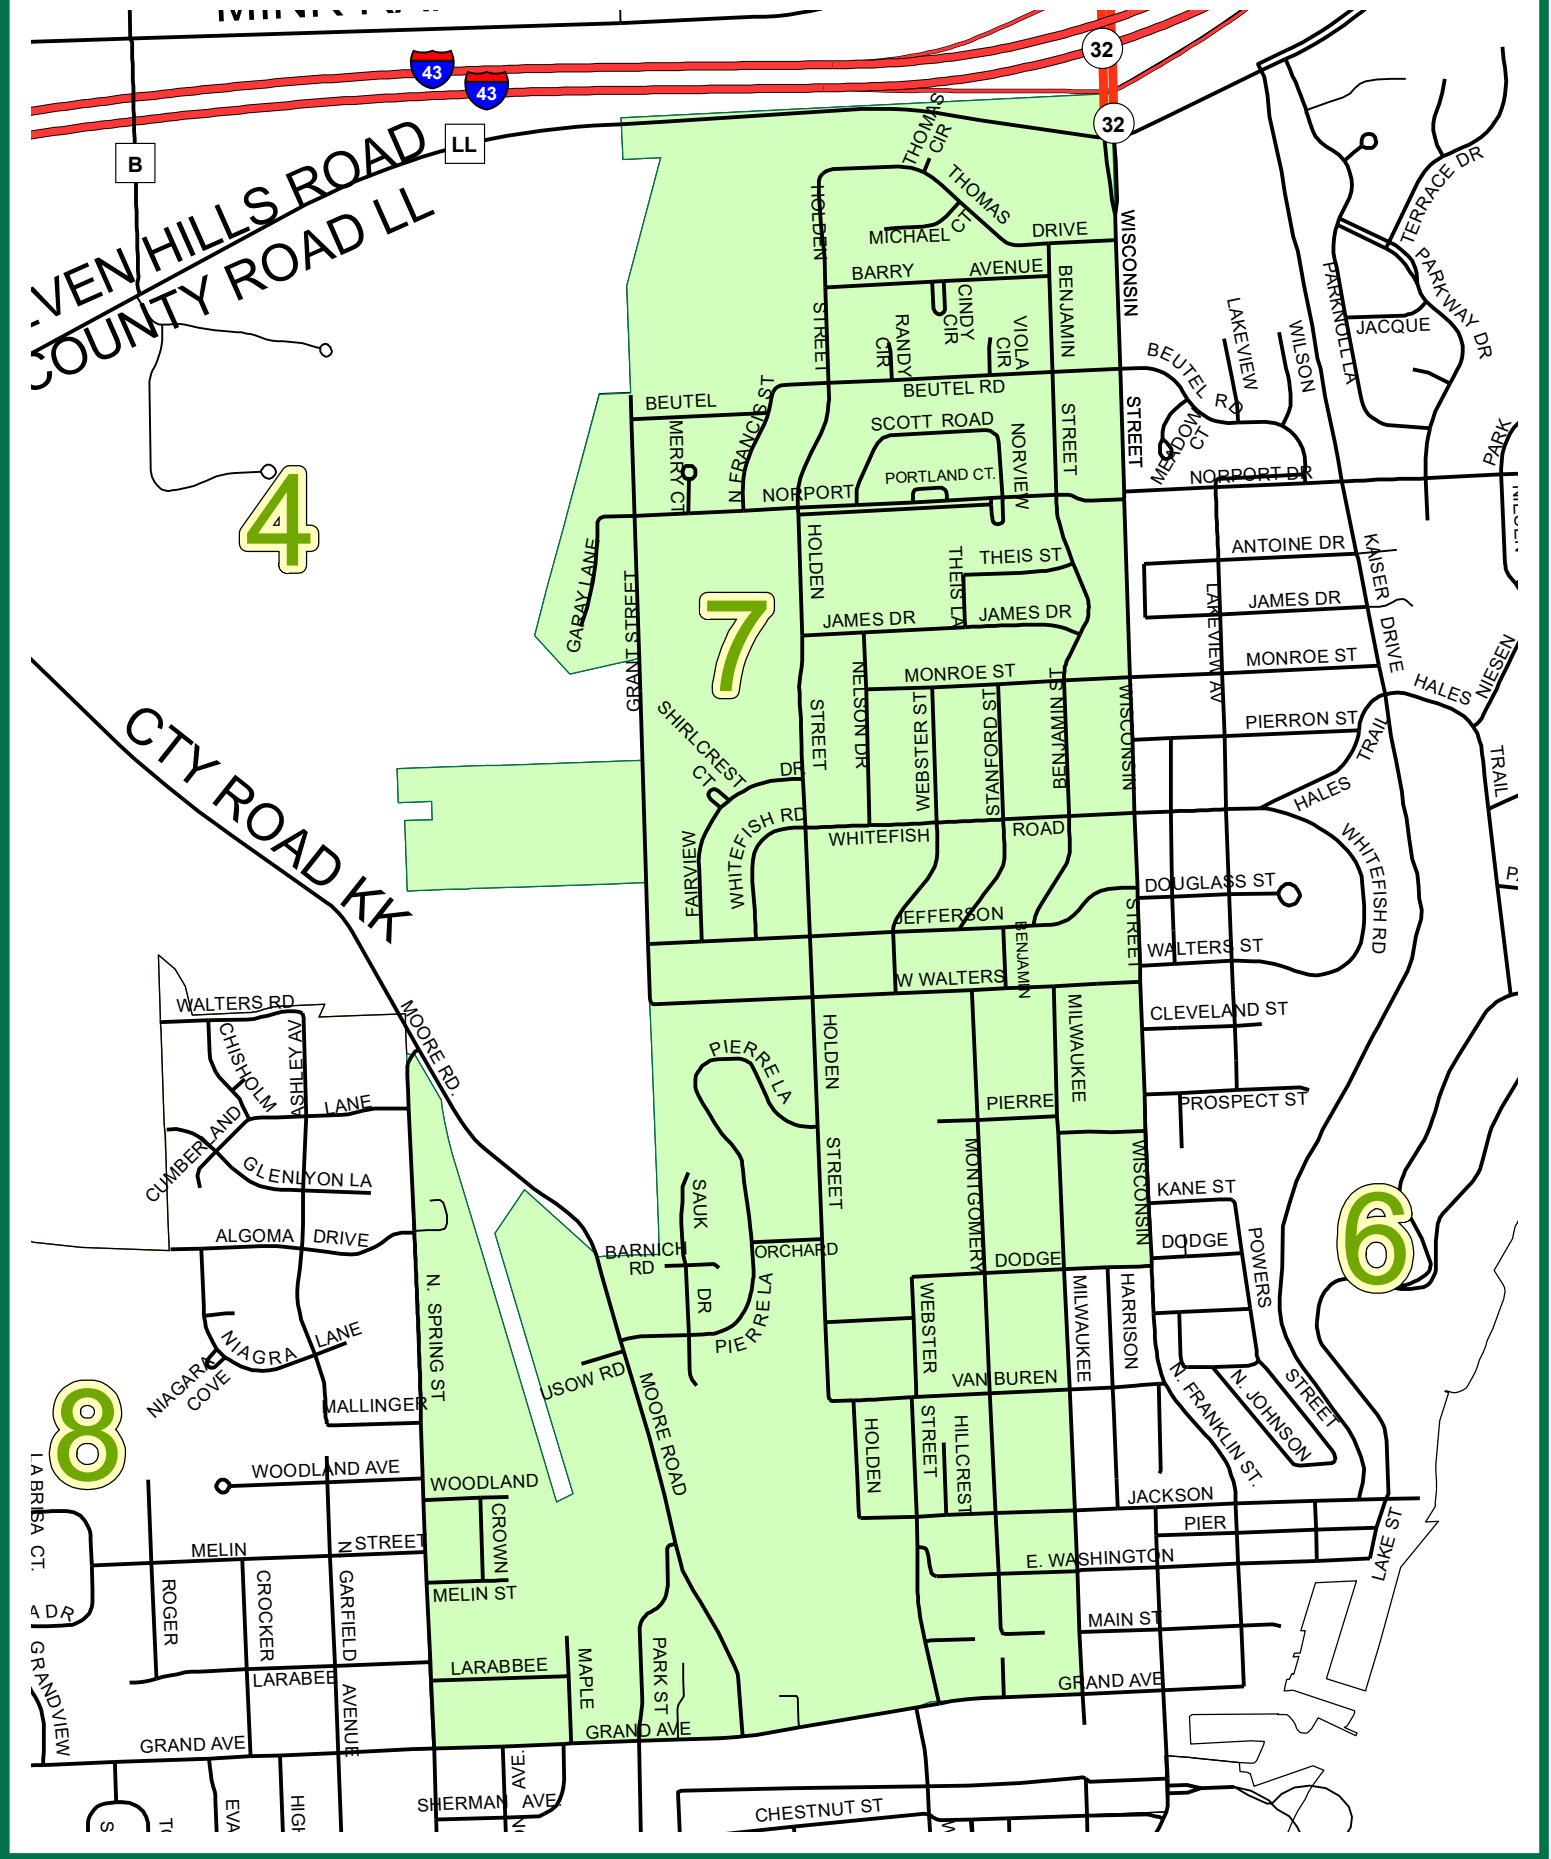 43
43
32
32
B
LL
COUNTY ROAD LL
HILLS ROAD
THOMAS
CIR
THOMAS
DRIVE
MICHAEL
CT
HOLDEN
STREET
BARRY
AVENUE
CINDY
CIR
RANDY
CIR
VIOLA
CIR
BENJAMIN
STREET
WISCONSIN
STREET
BEUTEL RD
BEUTEL
MERRY CT
N FRANCIS ST
SCOTT ROAD
NORVIEW
PORTLAND CT.
NORPORT
BEUTEL RD
LAKEVIEW
WILSON
MEADOW
CT
NORPORT DR
PARKNOLL LA
JACQUE
TERRACE DR
PARKWAY DR
PARK
4
7
GARAY LANE
GRANT STREET
HOLDEN
STREET
THEIS LA
THEIS ST
JAMES DR
JAMES DR
NELSON DR
MONROE ST
WEBSTER ST
STANFORD ST
BENJAMIN ST
WISCONSIN
STREET
ANTOINE DR
JAMES DR
LAKEVIEW AV
MONROE ST
PIERRON ST
KAISER
DRIVE
HALES
TRAIL
HALES
TRAIL
NIESEN
SHIRLCREST
CT
DR
FAIRVIEW
WHITEFISH RD
WHITEFISH
ROAD
WHITEFISH RD
JEFFERSON
BENJAMIN
W WALTERS
DOUGLASS ST
WALTERS ST
CLEVELAND ST
PROSPECT ST
CTY ROAD KK
MOORE RD.
WALTERS RD
CHISHOLM
ASHLEY AV
LANE
CUMBERLAND
GLENLYON LA
ALGOMA
DRIVE
PIERRE LA
HOLDEN
STREET
MILWAUKEE
PIERRE
MONTGOMERY
WISCONSIN
SAUK
DR
BARNICH
RD
ORCHARD
PIERRE LA
DODGE
KANE ST
DODGE
POWERS
STREET
6
8
N. SPRING ST
NIAGRA
LANE
NIAGARA
COVE
MALLINGER
USOW RD
MOORE ROAD
WEBSTER
STREET
MILWAUKEE
HARRISON
VAN BUREN
HOLDEN
HILLCREST
N. FRANKLIN ST.
N. JOHNSON
WOODLAND AVE
WOODLAND
CROWN
JACKSON
PIER
E. WASHINGTON
LAKE ST
LABRISA CT.
MELIN
STREET
MELIN ST
ROGER
CROCKER
N
GARFIELD
AVENUE
GRANDVIEW
LARABEE
LARABBEE
MAPLE
PARK ST
MAIN ST
GRAND AVE
GRAND AVE
GRAND AVE
SHERMAN AVE.
AVE.
CHESTNUT ST